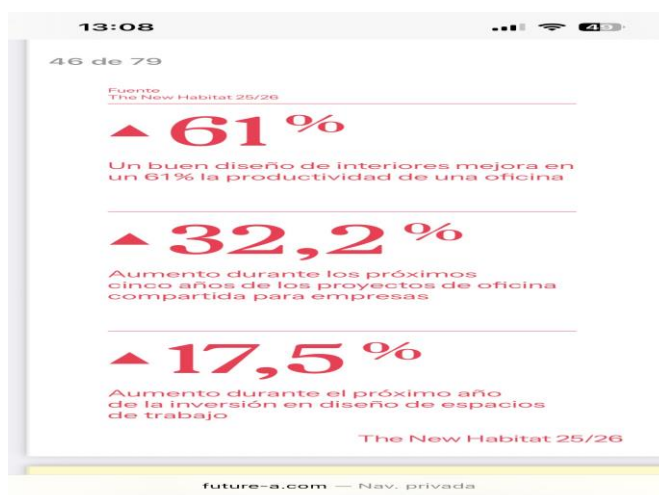 13:08
46 de 79
Fuente
The New Habitat 25/26
61%
Un buen diseño de interiores mejora en
un 61% la productividad de una oficina
32,2%
Aumento durante los próximos
cinco años de los proyectos de oficina
compartida para empresas
17,5%
Aumento durante el próximo año
de la inversión en diseño de espacios
de trabajo
The New Habitat 25/26
future-a.com — Nav. privada